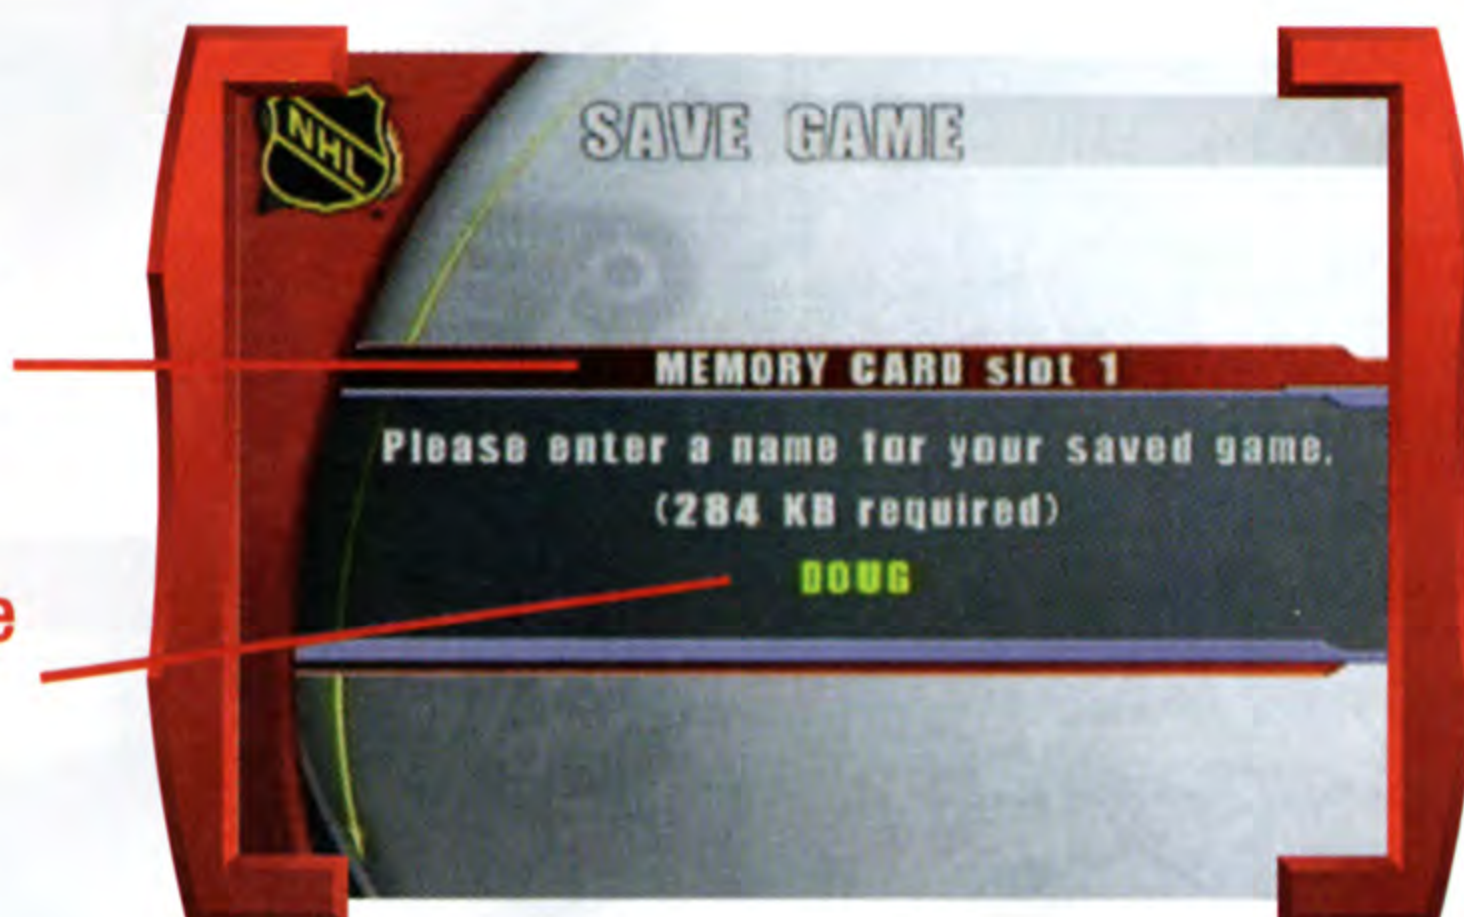 NHL
SAVE GAME
MEMORY CARD slot 1
Please enter a name for your saved game.
(284 KB required)
DOUG
e